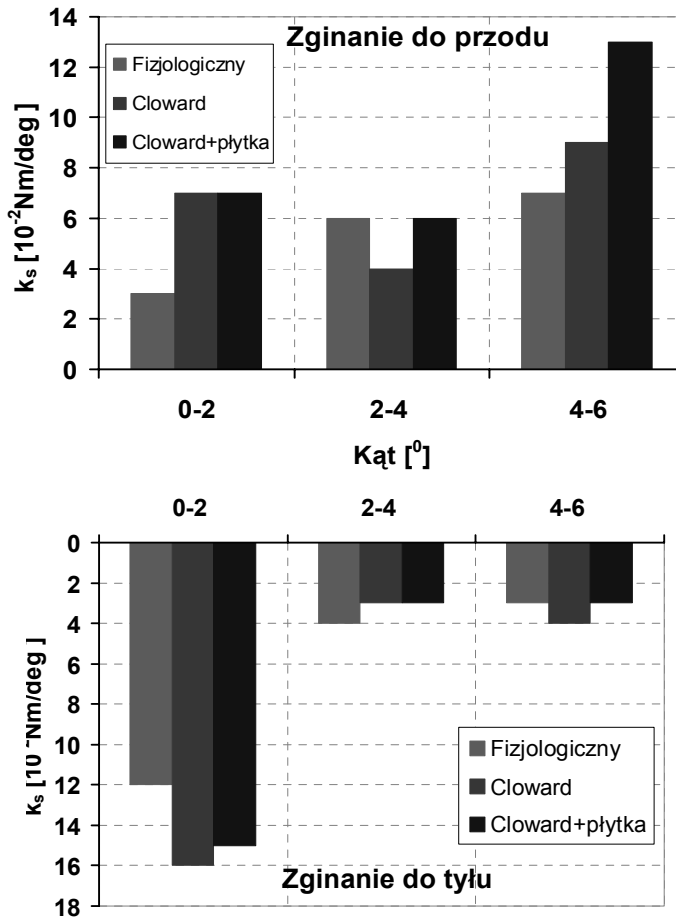 14
Zginanie do przodu
12
10
8
6
4
2
0
kₛ [ 10⁻²Nm/deg ]
Fizjologiczny
Cloward
Cloward+płytka
0-2 2-4 4-6
Kąt [⁰]
0-2 2-4 4-6
0
2
4
6
8
10
12
14
16
18
kₛ [10⁻²Nm/deg ]
Fizjologiczny
Cloward
Cloward+płytka
Zginanie do tyłu